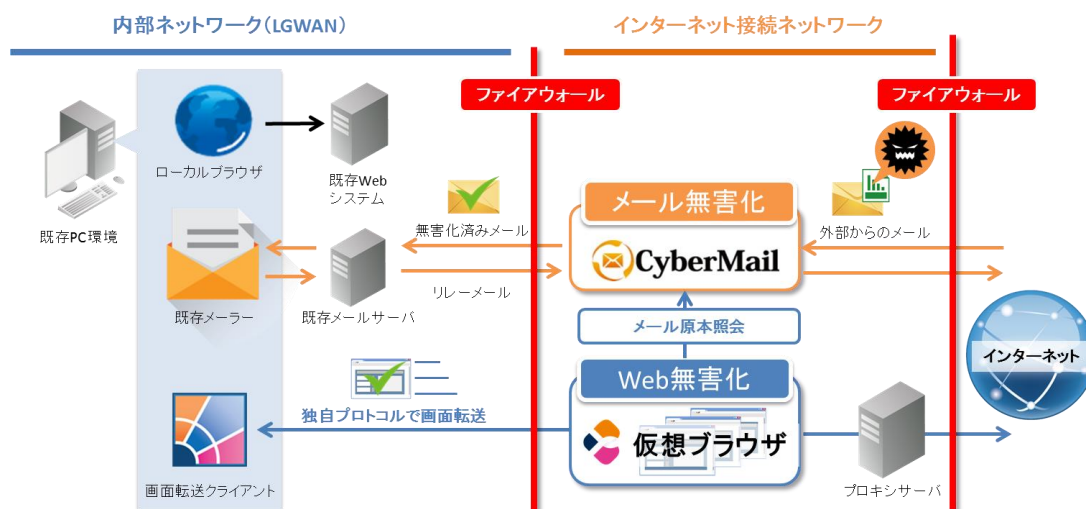 内部ネットワーク(LGWAN)
インターネット接続ネットワーク
ファイアウォール
ファイアウォール
ローカルブラウザ
既存Web
システム
既存PC環境
無害化済みメール
メール無害化
CyberMail
外部からのメール
リレーメール
既存メーラー
既存メールサーバ
メール原本照会
インターネット
Web無害化
独自プロトコルで画面転送
仮想ブラウザ
画面転送クライアント
プロキシサーバ